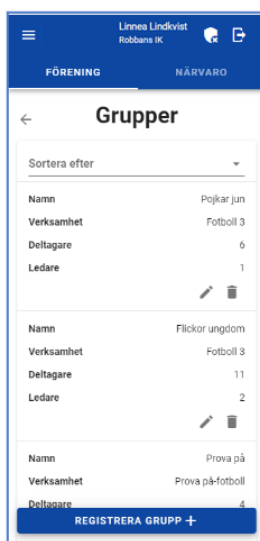 Linnea Lindkvist
Robbans IK
FÖRENING NÄRVARO
Grupper
Sortera efter
Namn Pojkar jun
Verksamhet Fotboll 3
Deltagare 6
Ledare 1
Namn Flickor ungdom
Verksamhet Fotboll 3
Deltagare 11
Ledare 2
Namn Prova på
Verksamhet Prova på-fotboll
Deltagare 4
REGISTRERA GRUPP +